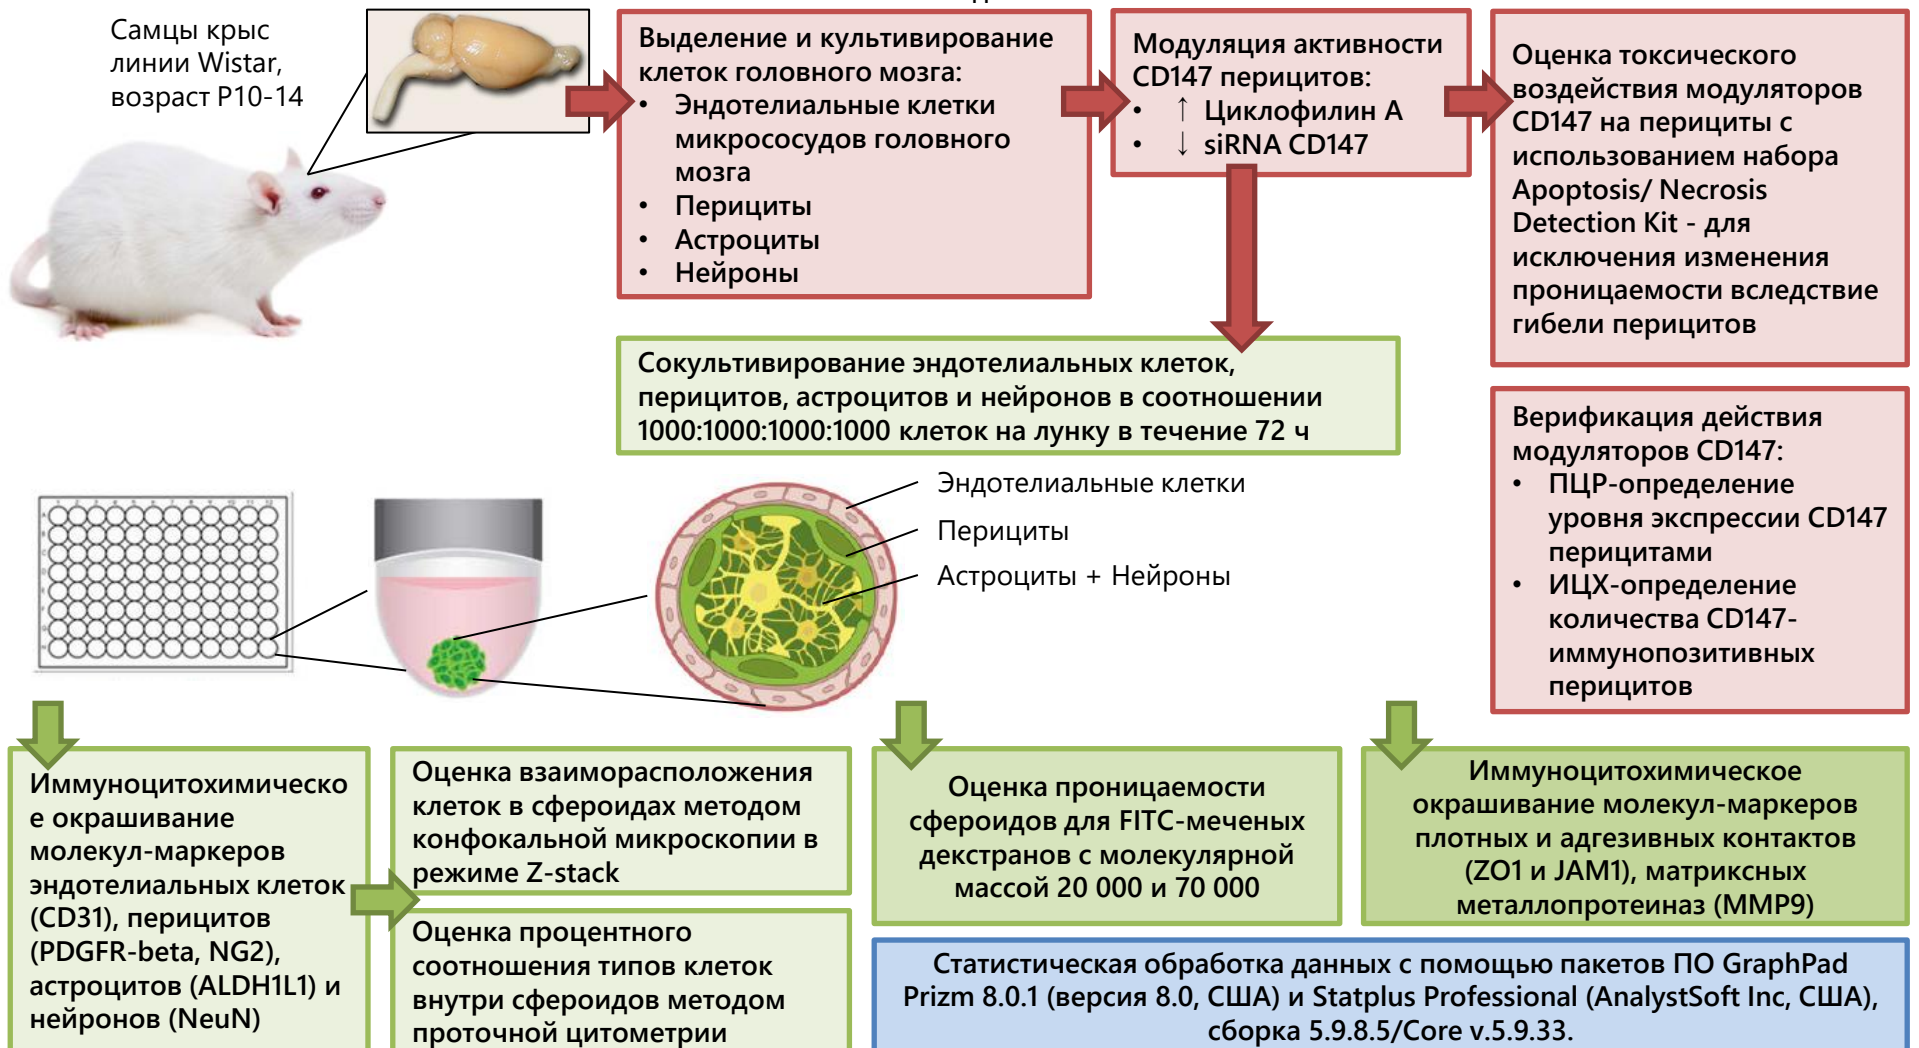 Самцы крыс
линии Wistar,
возраст P10-14
Выделение и культивирование
клеток головного мозга:
• Эндотелиальные клетки
микрососудов головного
мозга
• Перициты
• Астроциты
• Нейроны
Модуляция активности
CD147 перицитов:
• ↑ Циклофилин А
• ↓ siRNA CD147
Оценка токсического
воздействия модуляторов
CD147 на перициты с
использованием набора
Apoptosis/ Necrosis
Detection Kit - для
исключения изменения
проницаемости вследствие
гибели перицитов
Сокультивирование эндотелиальных клеток,
перицитов, астроцитов и нейронов в соотношении
1000:1000:1000:1000 клеток на лунку в течение 72 ч
Верификация действия
модуляторов CD147:
• ПЦР-определение
уровня экспрессии CD147
перицитами
• ИЦХ-определение
количества CD147-
иммунопозитивных
перицитов
Эндотелиальные клетки
Перициты
Астроциты + Нейроны
Иммуноцитохимическо
е окрашивание
молекул-маркеров
эндотелиальных клеток
(CD31), перицитов
(PDGFR-beta, NG2),
астроцитов (ALDH1L1) и
нейронов (NeuN)
Оценка взаиморасположения
клеток в сфероидах методом
конфокальной микроскопии в
режиме Z-stack
Оценка процентного
соотношения типов клеток
внутри сфероидов методом
проточной цитометрии
Оценка проницаемости
сфероидов для FITC-меченых
декстранов с молекулярной
массой 20 000 и 70 000
Иммуноцитохимическое
окрашивание молекул-маркеров
плотных и адгезивных контактов
(ZO1 и JAM1), матриксных
металлопротеиназ (MMP9)
Статистическая обработка данных с помощью пакетов ПО GraphPad
Prizm 8.0.1 (версия 8.0, США) и Statplus Professional (AnalystSoft Inc, США),
сборка 5.9.8.5/Core v.5.9.33.